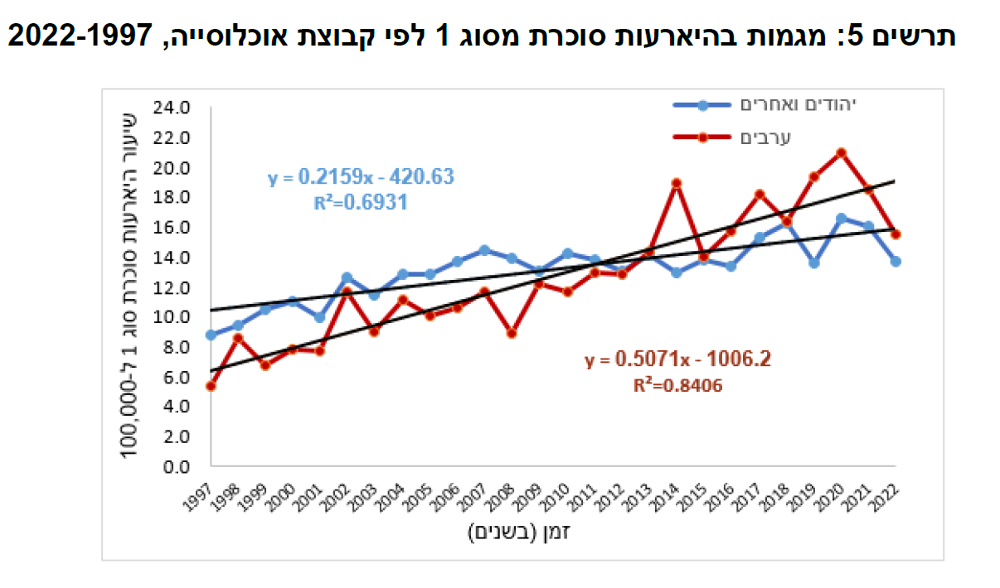 תרשים 5: מגמות בהיארעות סוכרת מסוג 1 לפי קבוצת אוכלוסייה, 2022-1997
יהודים ואחרים
ערבים
שיעור היארעות סוכרת סוג 1 ל-100,000
24.0
22.0
20.0
18.0
16.0
14.0
12.0
10.0
8.0
6.0
4.0
2.0
0.0
y = 0.2159x - 420.63
R²=0.6931
y = 0.5071x - 1006.2
R²=0.8406
1997 1998 1999 2000 2001 2002 2003 2004 2005 2006 2007 2008 2009 2010 2011 2012 2013 2014 2015 2016 2017 2018 2019 2020 2021 2022
זמן (בשנים)